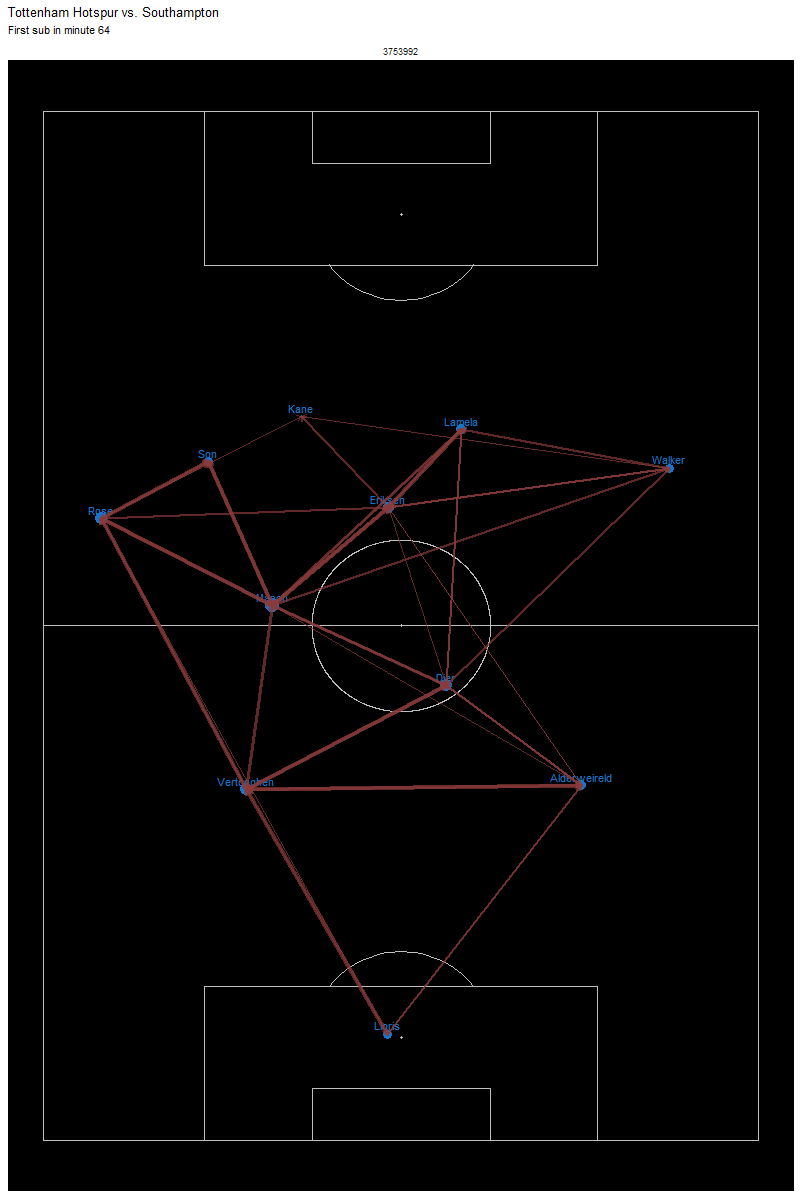 Tottenham Hotspur vs. Southampton
First sub in minute 64
3753992
Kane
Lamela
Son
Walker
Eriksen
Rose
Mason
Dier
Vertonghen
Alderweireld
Lloris